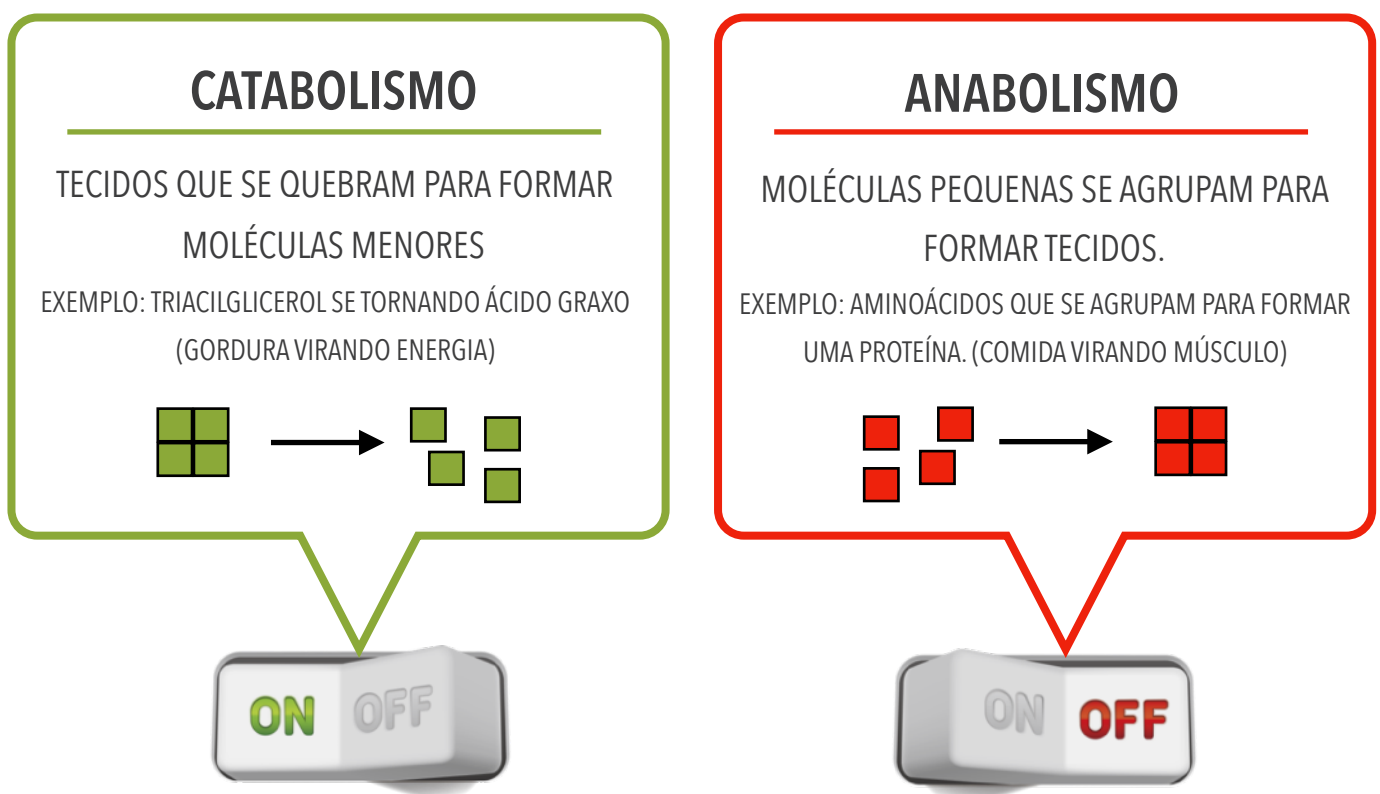 CATABOLISMO
TECIDOS QUE SE QUEBRAM PARA FORMAR
MOLÉCULAS MENORES
EXEMPLO: TRIACILGLICEROL SE TORNANDO ÁCIDO GRAXO
(GORDURA VIRANDO ENERGIA)
ON OFF
ANABOLISMO
MOLÉCULAS PEQUENAS SE AGRUPAM PARA
FORMAR TECIDOS.
EXEMPLO: AMINOÁCIDOS QUE SE AGRUPAM PARA FORMAR
UMA PROTEÍNA. (COMIDA VIRANDO MÚSCULO)
ON OFF